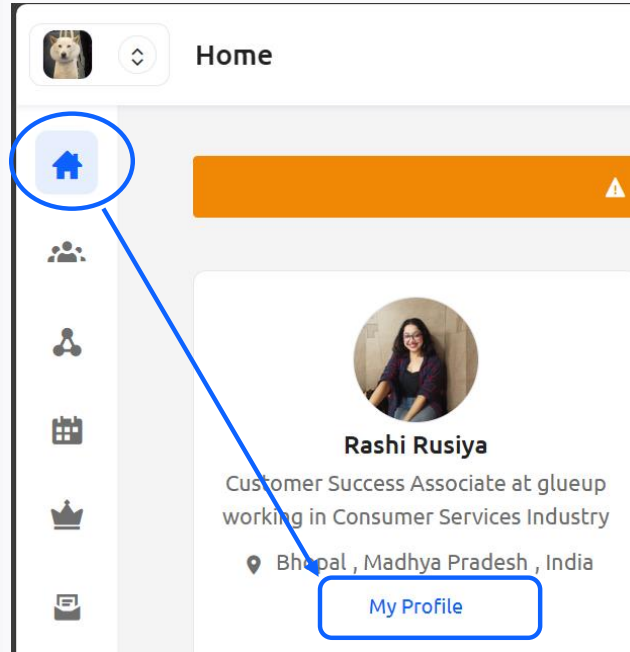 Home
Rashi Rusiya
Customer Success Associate at glueup
working in Consumer Services Industry
Bhopal , Madhya Pradesh , India
My Profile